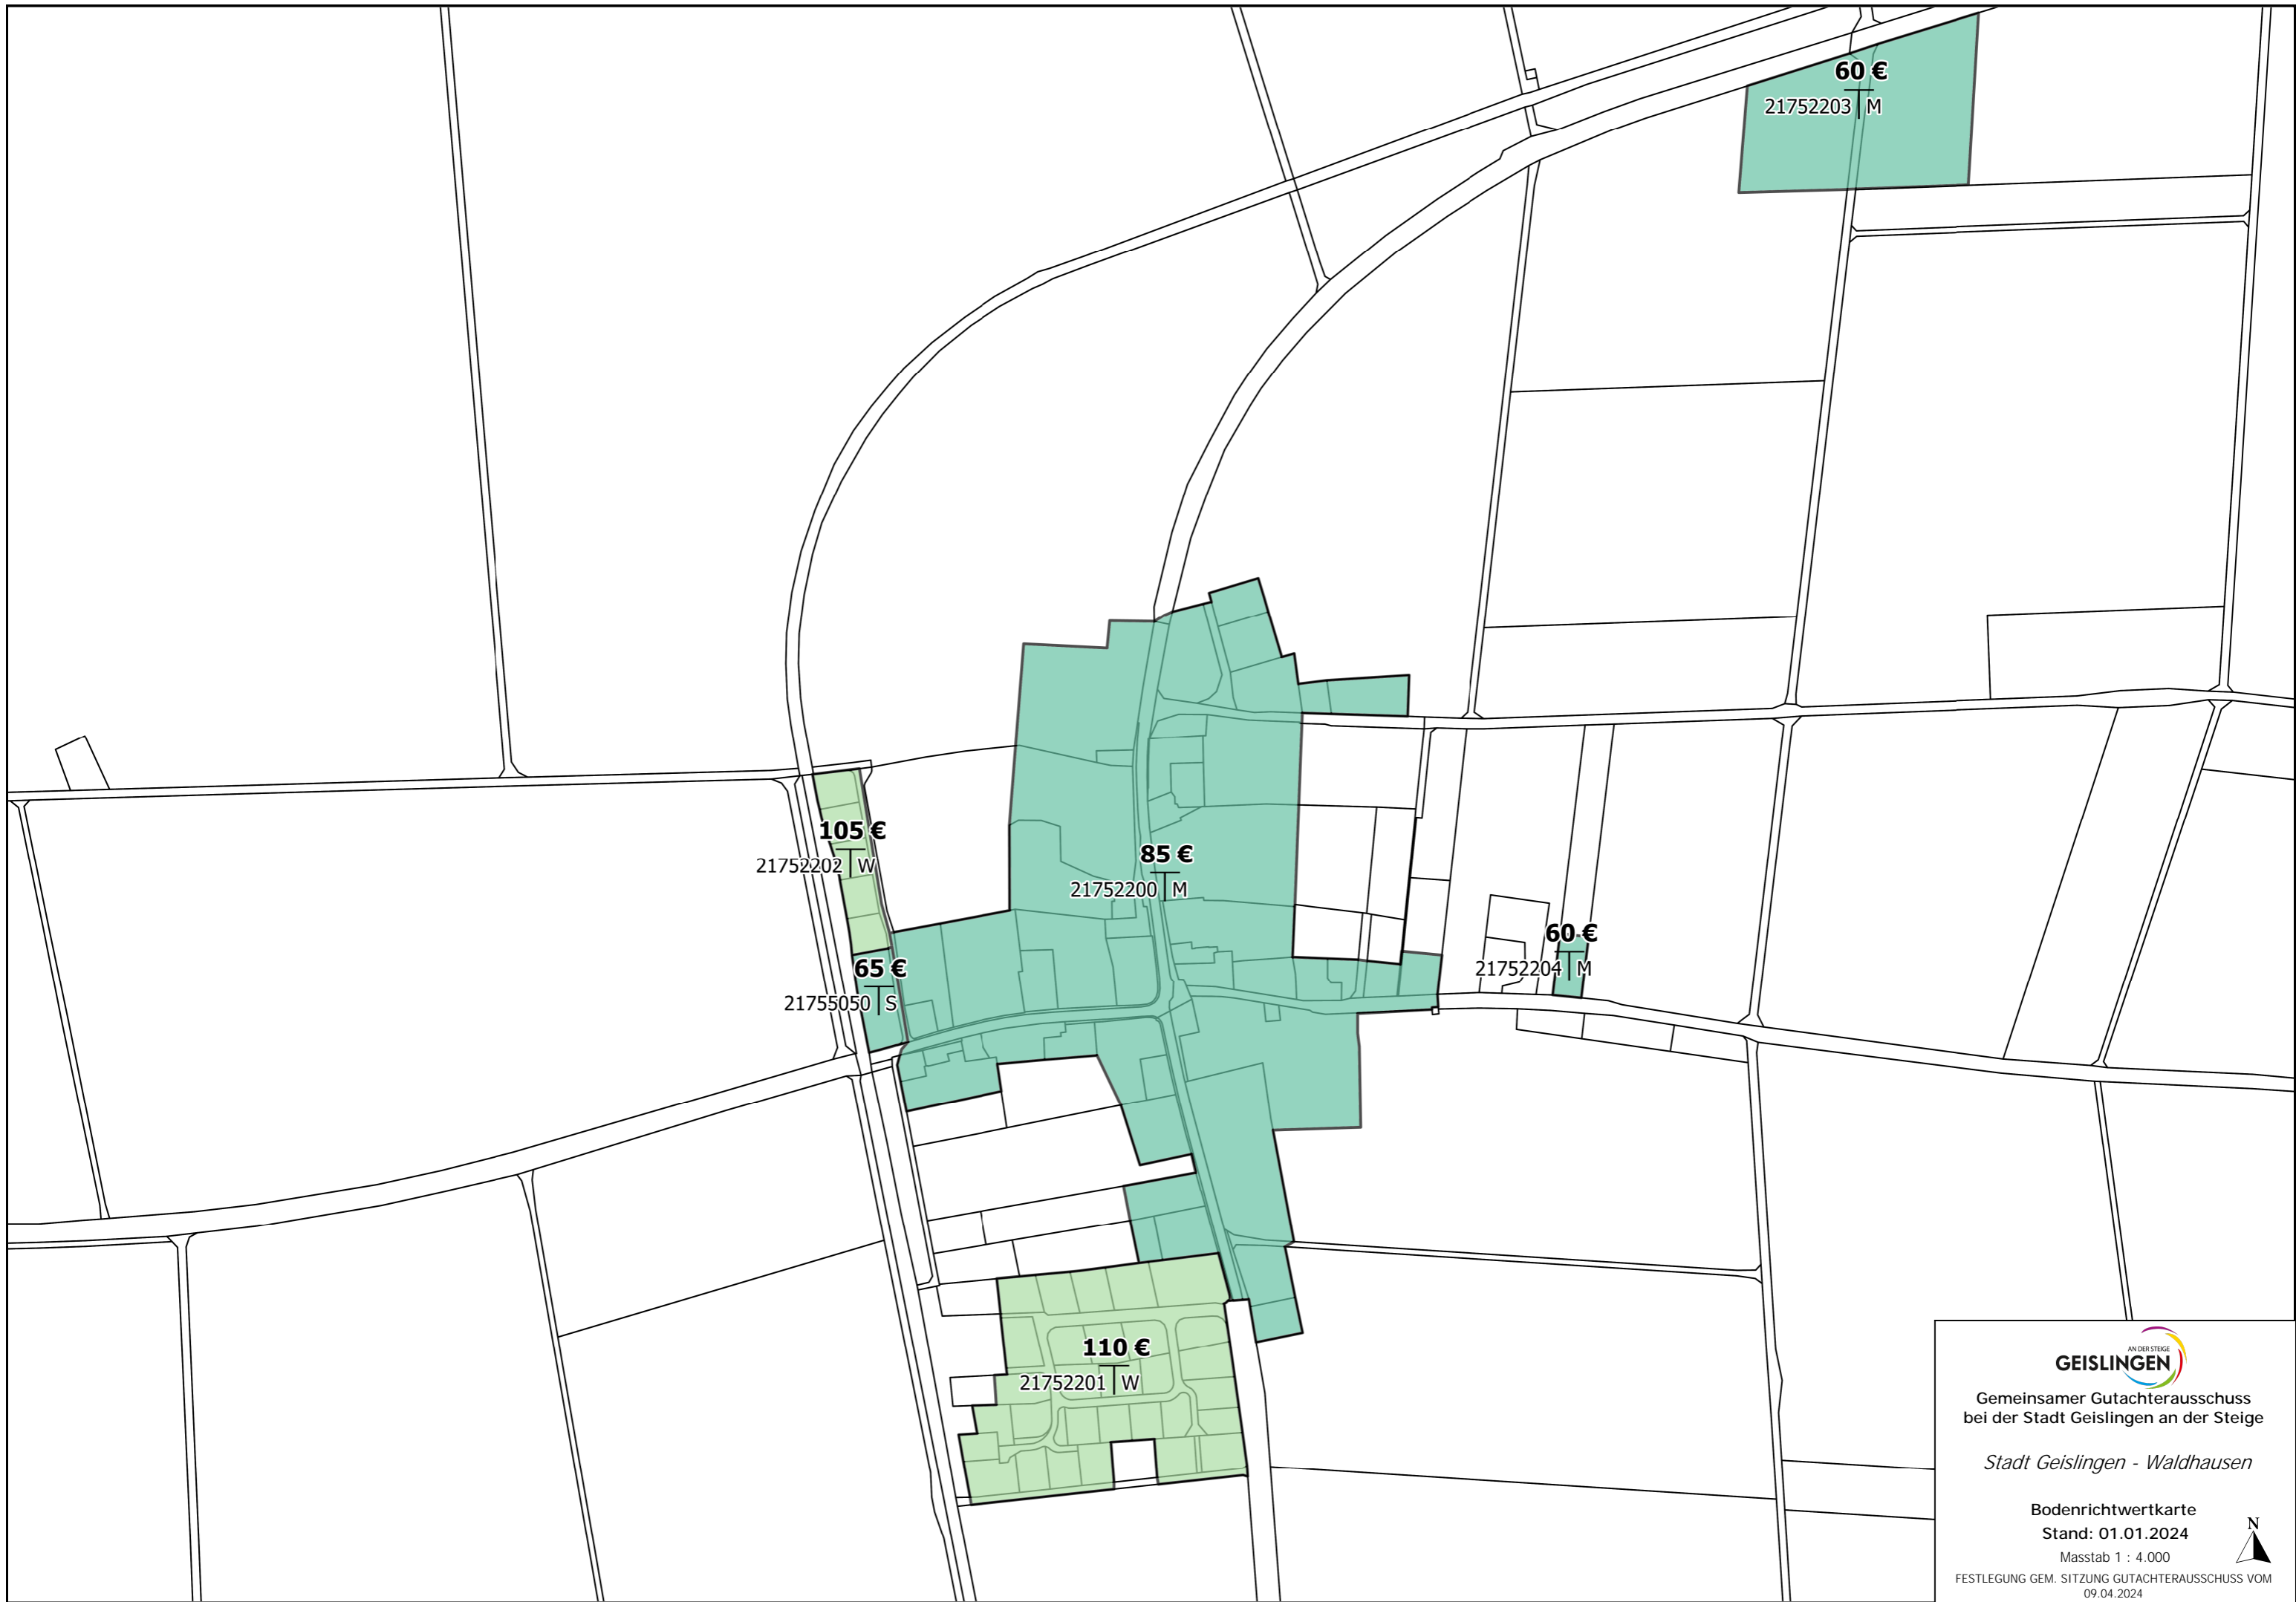 60 €
21752203 M
105 €
21752202 W
85 €
21752200 M
60 €
21752204 M
65 €
21755050 S
110 €
21752201 W
AN DER STEIGE
GEISLINGEN
Gemeinsamer Gutachterausschuss
bei der Stadt Geislingen an der Steige
Stadt Geislingen - Waldhausen
Bodenrichtwertkarte
Stand: 01.01.2024
Masstab 1 : 4.000
N
FESTLEGUNG GEM. SITZUNG GUTACHTERAUSSCHUSS VOM
09.04.2024